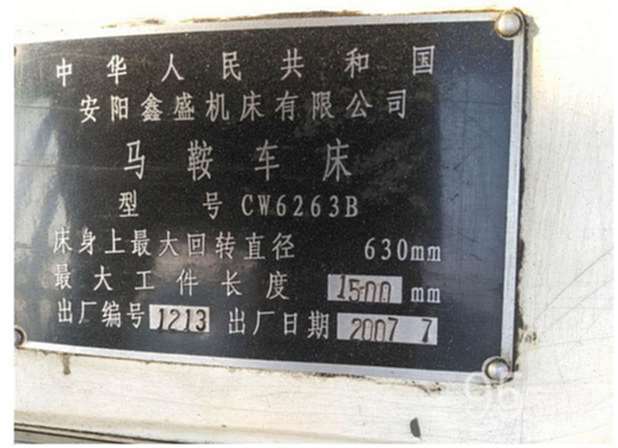 中华人民共和国
安阳鑫盛机床有限公司
马鞍车床
型 号 CW6263B
床身上最大回转直径 630mm
最大工件长度 1500 mm
出厂编号 1213 出厂日期 2007 7